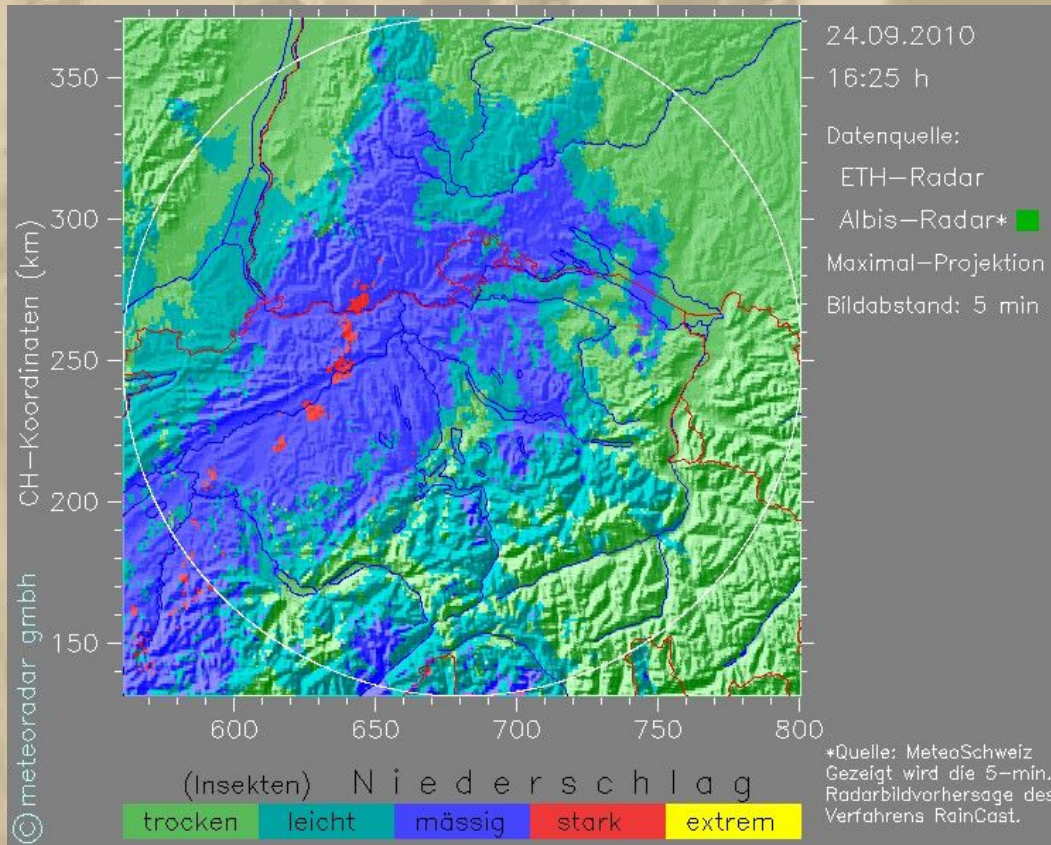 24.09.2010
16:25 h
Datenquelle:
ETH-Radar
Albis-Radar*
Maximal-Projektion
Bildabstand: 5 min
350
300
250
200
150
CH-Koordinaten (km)
© meteoradar gmbh
600 650 700 750 800
*Quelle: MeteoSchweiz
Gezeigt wird die 5-min.
Radarbildvorhersage des
Verfahrens RainCast.
(Insekten) Niederschlag
trocken leicht mässig stark extrem